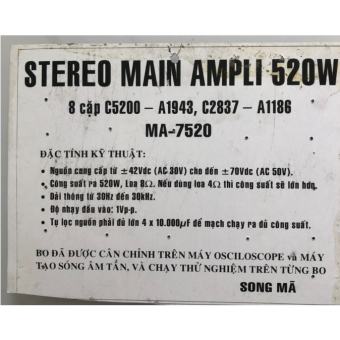 STEREO MAIN AMPLI 520W
8 cặp C5200 - A1943, C2837 - A1186
MA-7520
ĐẶC TÍNH KỸ THUẬT:
• Nguồn cung cấp từ ±42Vdc (AC 30V) cho đến ±70Vdc (AC 50V).
• Công suất ra 520W, Loa 8Ω. Nếu dùng loa 4Ω thì công suất sẽ lớn hơn.
• Dải thông từ 30Hz đến 30kHz.
• Độ nhạy đầu vào: 1Vp-p.
• Tụ lọc nguồn phải đủ lớn 4 x 10.000µF để mạch chạy ra đủ công suất.
BO ĐÃ ĐƯỢC CÂN CHỈNH TRÊN MÁY OSCILOSCOPE và MÁY
TẠO SÓNG ÂM TẦN, VÀ CHẠY THỬ NGHIỆM TRÊN TỪNG BO
SONG MÃ